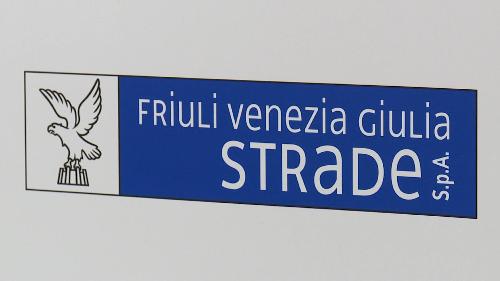 FRIULI VENEZIA GIULIA
STRADE S.p.A.